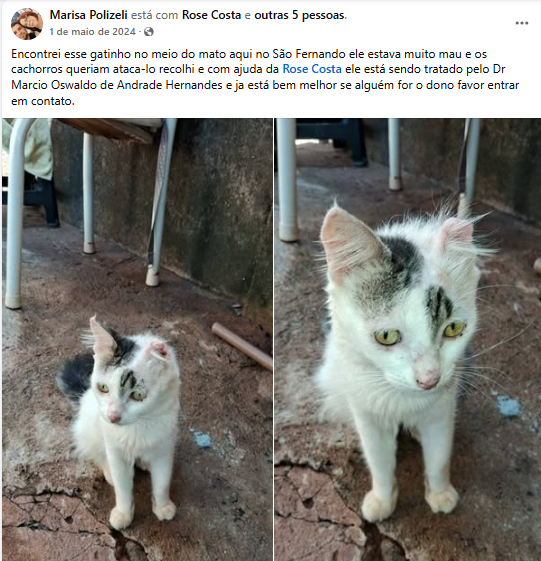 Marisa Polizeli está com Rose Costa e outras 5 pessoas.
1 de maio de 2024 ·
Encontrei esse gatinho no meio do mato aqui no São Fernando ele estava muito mau e os
cachorros queriam ataca-lo recolhi e com ajuda da Rose Costa ele está sendo tratado pelo Dr
Marcio Oswaldo de Andrade Hernandes e ja está bem melhor se alguém for o dono favor entrar
em contato.